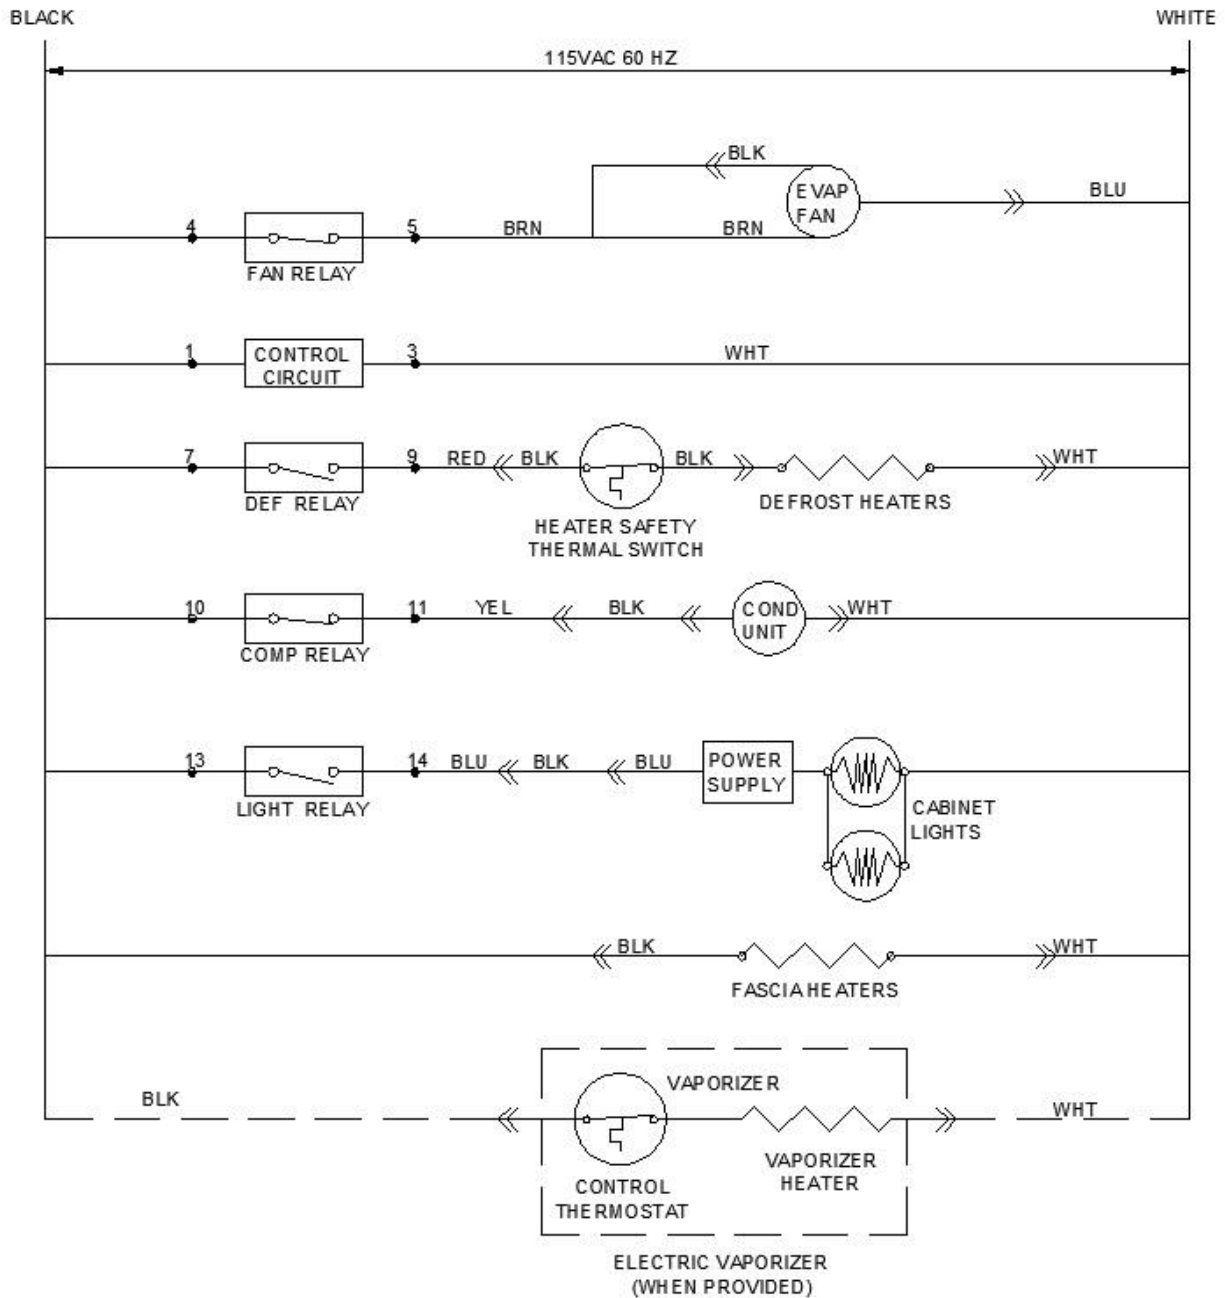 BLACK WHITE
115VAC 60 HZ
BLK
EVAP
FAN
BLU
4 5 BRN BRN
FAN RELAY
1 CONTROL
CIRCUIT
3 WHT
7 9 RED BLK BLK WHT
DEF RELAY
HEATER SAFETY
THERMAL SWITCH
DEFROST HEATERS
10 11 YEL BLK COND
UNIT
WHT
COMP RELAY
13 14 BLU BLK BLU POWER
SUPPLY
LIGHT RELAY
CABINET
LIGHTS
BLK WHT
FASCIA HEATERS
VAPORIZER
BLK WHT
VAPORIZER
HEATER
CONTROL
THERMOSTAT
ELECTRIC VAPORIZER
(WHEN PROVIDED)